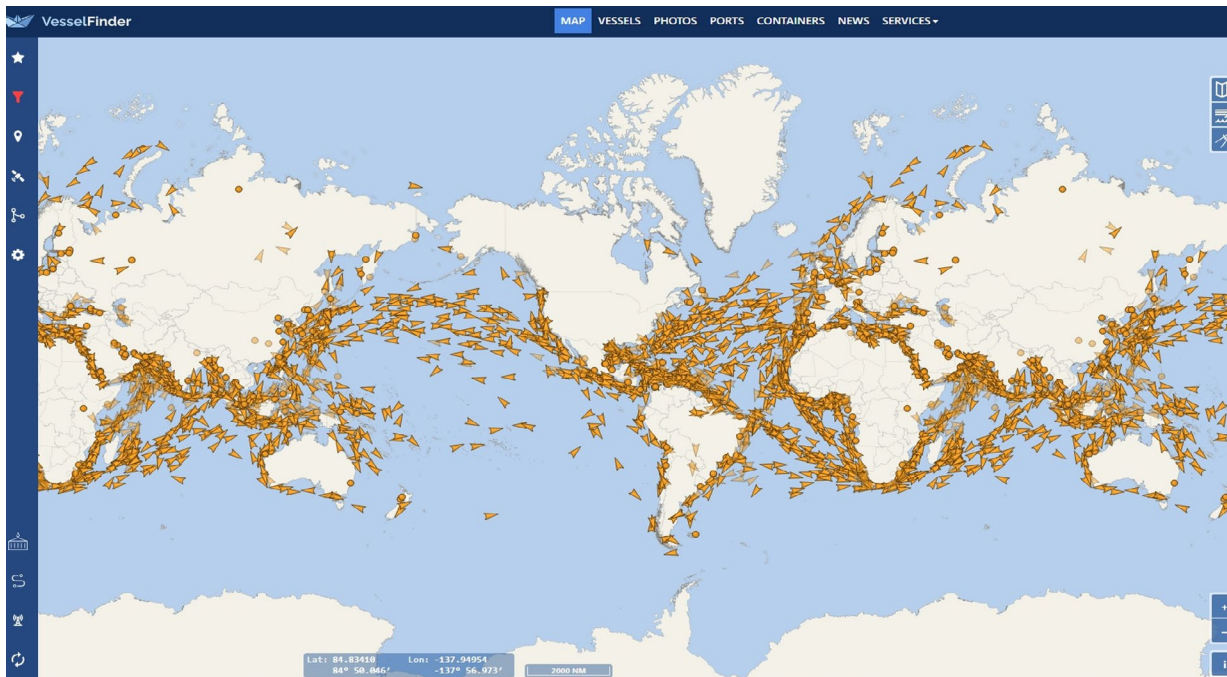 VesselFinder
MAP VESSELS PHOTOS PORTS CONTAINERS NEWS SERVICES
Lat: 84.83410 Lon: -137.94954
84° 50.046' -137° 56.973'
2000 NM
+
−
i